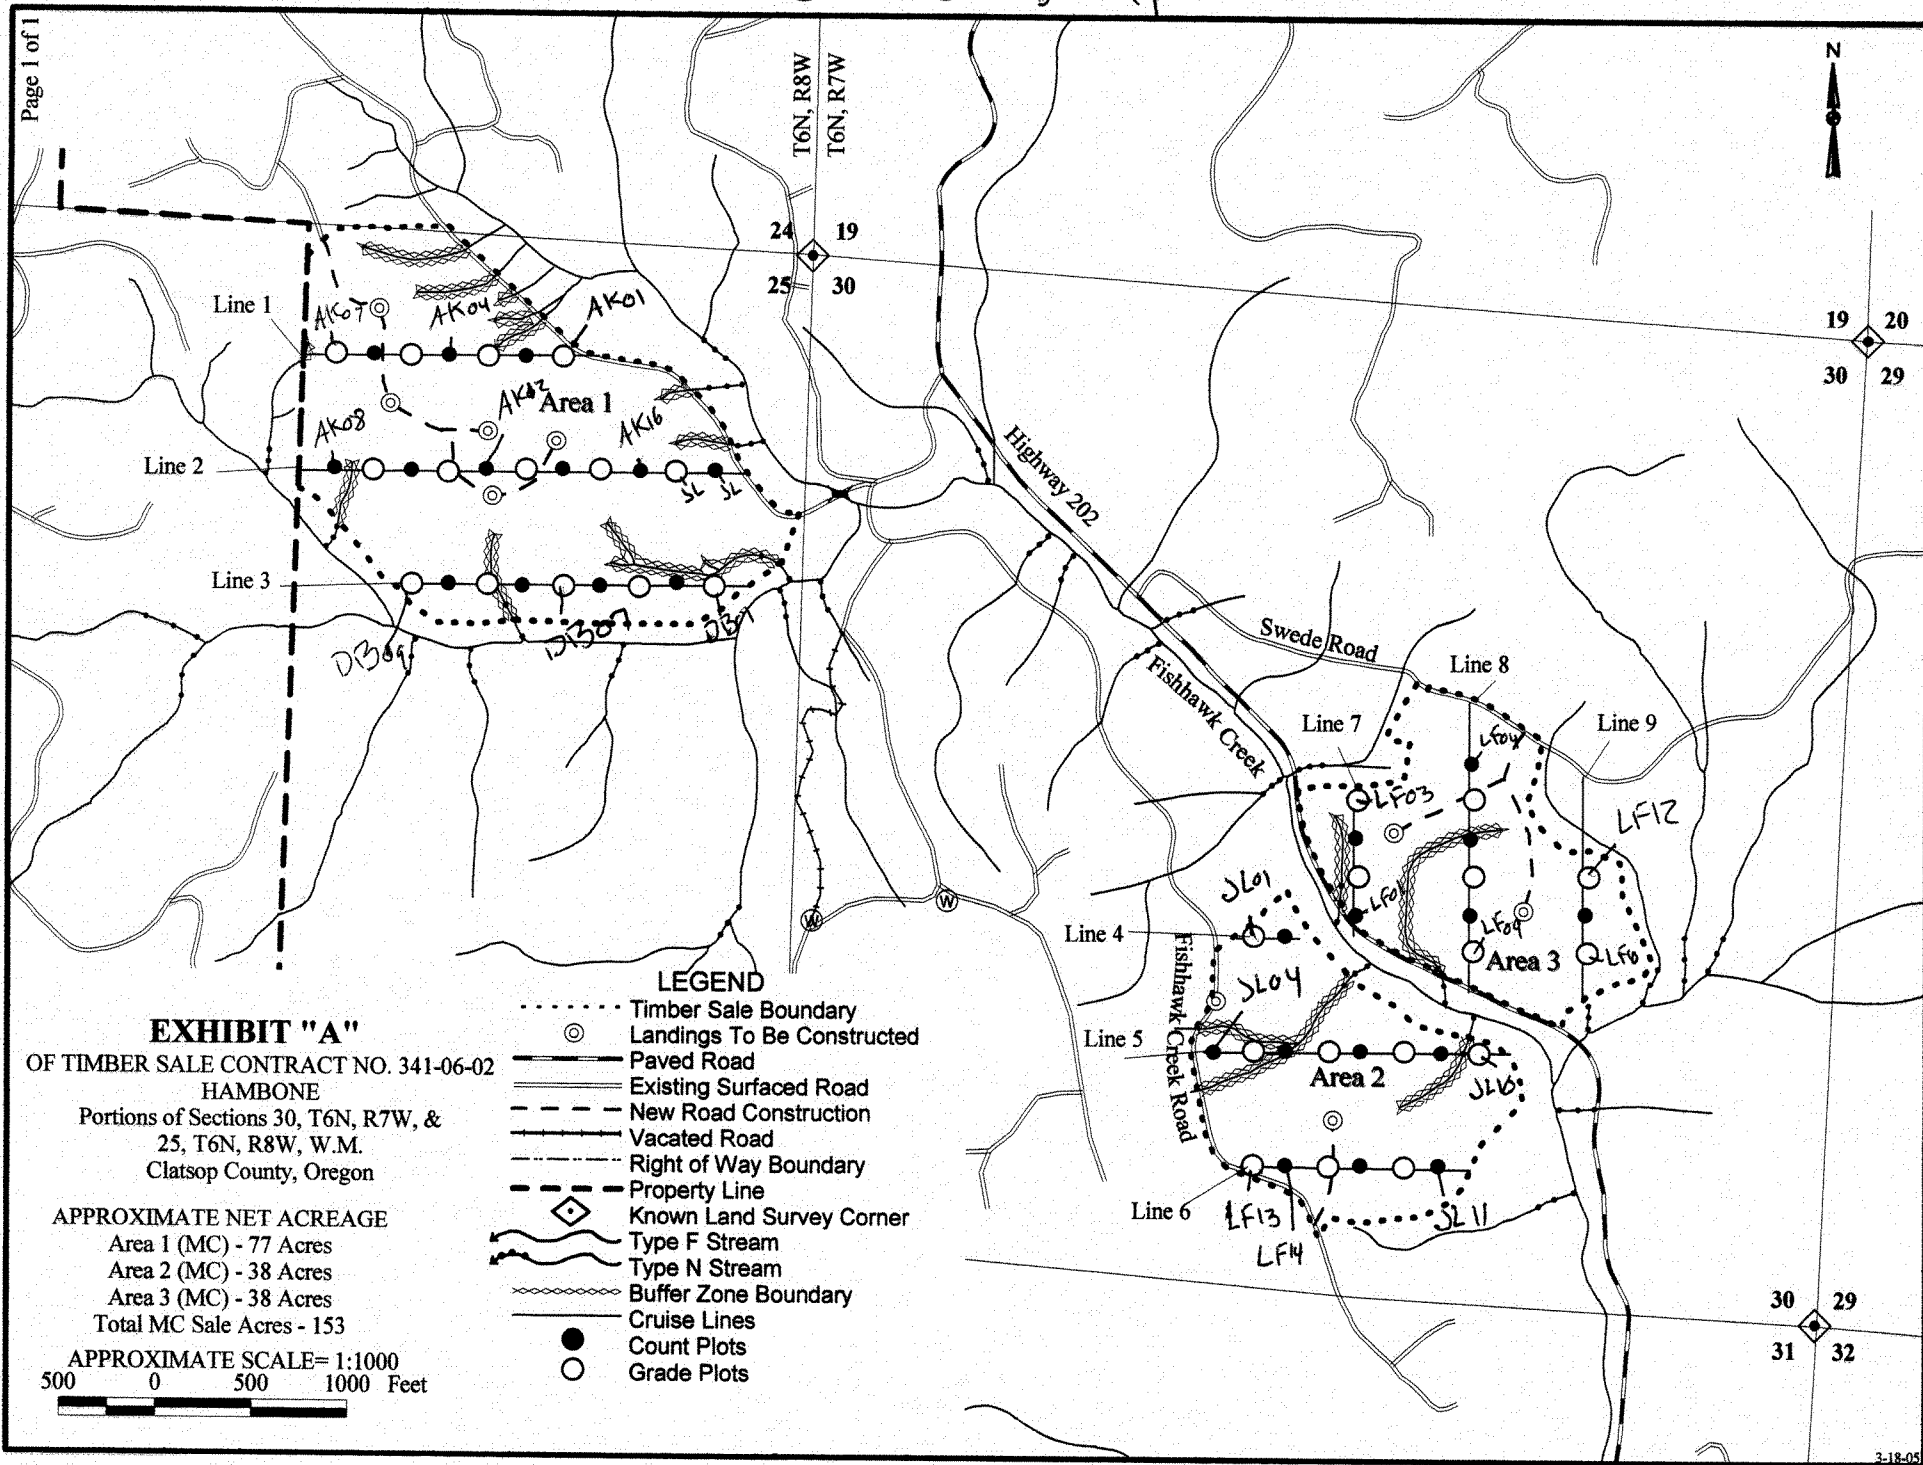 Page 1 of 1
T6N, R8W
T6N, R7W
N
24 19
25 30
19 20
30 29
Line 1
AK07
AK04
AK01
Area 1
AK08
AK16
Line 2
SL SL
Line 3
DB09
DB07
Highway 202
Swede Road
Fishhawk Creek
Line 7
Line 8
Line 9
LF04
LF03
LF12
LF01
LF09
Area 3
JL01
Line 4
Fishhawk Creek Road
JL04
Line 5
Area 2
Line 6
LF13
LF14
JL11
30 29
31 32
EXHIBIT "A"
OF TIMBER SALE CONTRACT NO. 341-06-02
HAMBONE
Portions of Sections 30, T6N, R7W, &
25, T6N, R8W, W.M.
Clatsop County, Oregon
APPROXIMATE NET ACREAGE
Area 1 (MC) - 77 Acres
Area 2 (MC) - 38 Acres
Area 3 (MC) - 38 Acres
Total MC Sale Acres - 153
APPROXIMATE SCALE= 1:1000
500 0 500 1000 Feet
LEGEND
Timber Sale Boundary
Landings To Be Constructed
Paved Road
Existing Surfaced Road
New Road Construction
Vacated Road
Right of Way Boundary
Property Line
Known Land Survey Corner
Type F Stream
Type N Stream
Buffer Zone Boundary
Cruise Lines
Count Plots
Grade Plots
W
W
3-18-05